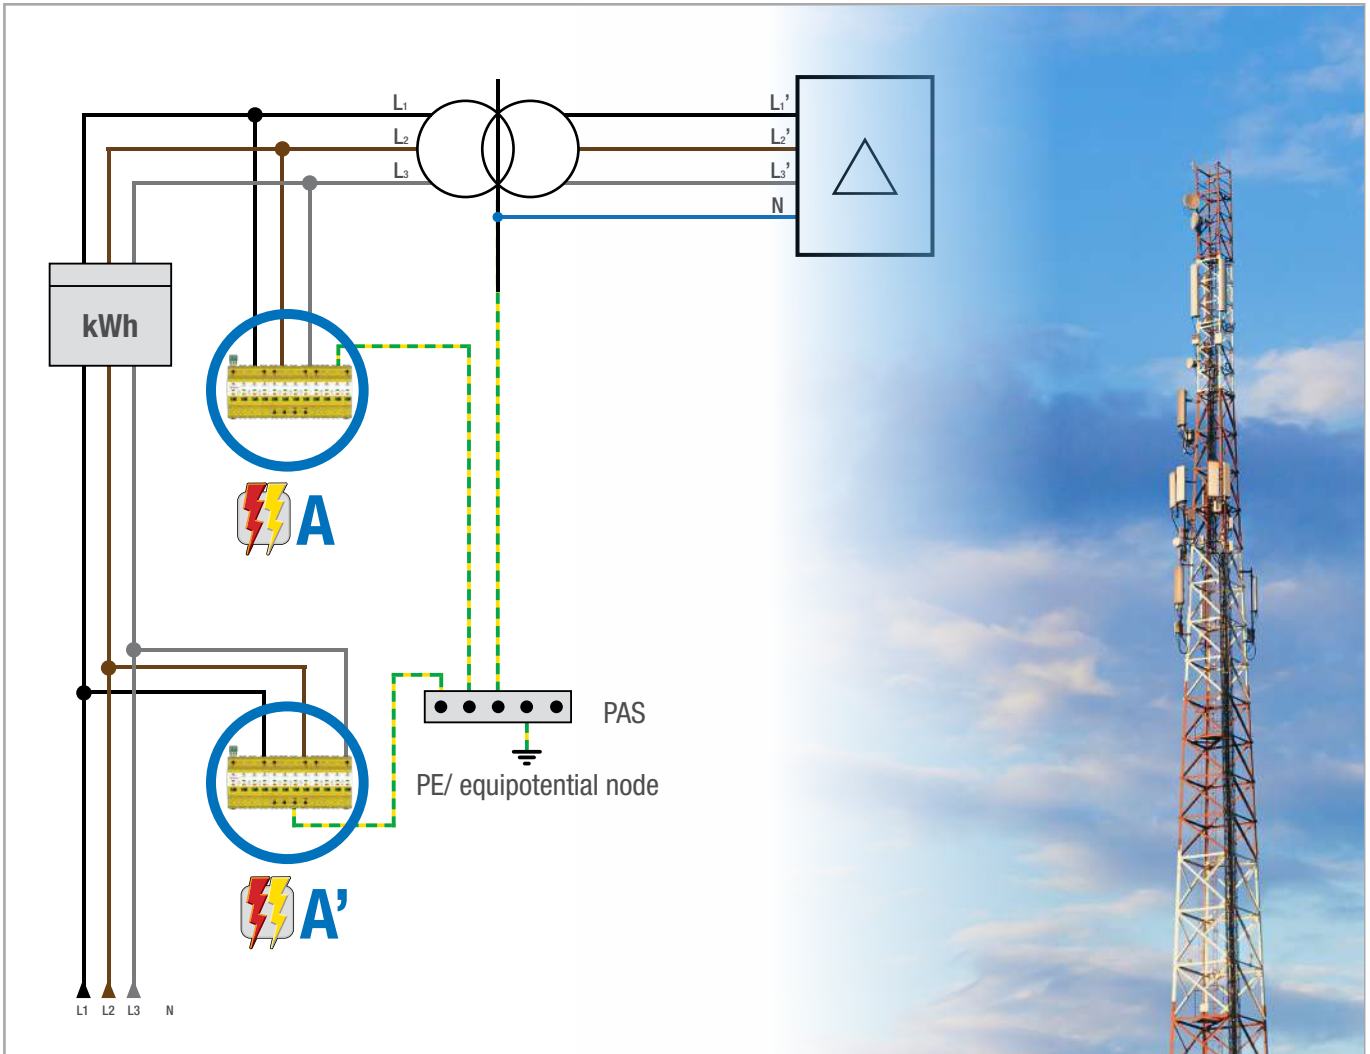 L1
L1’
L2
L2’
L3
L3’
N
kWh
A
PAS
PE/ equipotential node
A’
L1 L2 L3 N